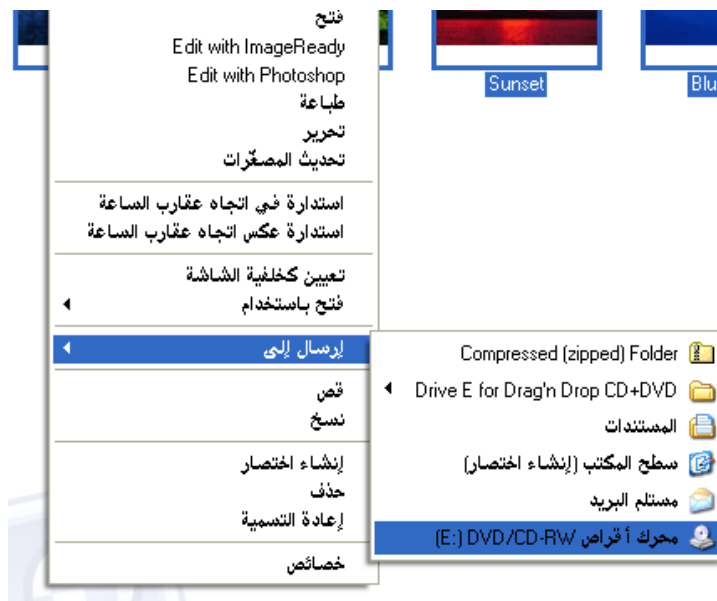 فتح
Edit with ImageReady
Edit with Photoshop
طباعة
تحرير
تحديث المصغّرات
استدارة في اتجاه عقارب الساعة
استدارة عكس اتجاه عقارب الساعة
تعيين كخلفية الشاشة
فتح باستخدام
إرسال إلى
قص
نسخ
إنشاء اختصار
حذف
إعادة التسمية
خصائص
Compressed (zipped) Folder
Drive E for Drag'n Drop CD+DVD
المستندات
سطح المكتب (إنشاء اختصار)
مستلم البريد
محرك أقراص DVD/CD-RW (E:)
Sunset
Blu